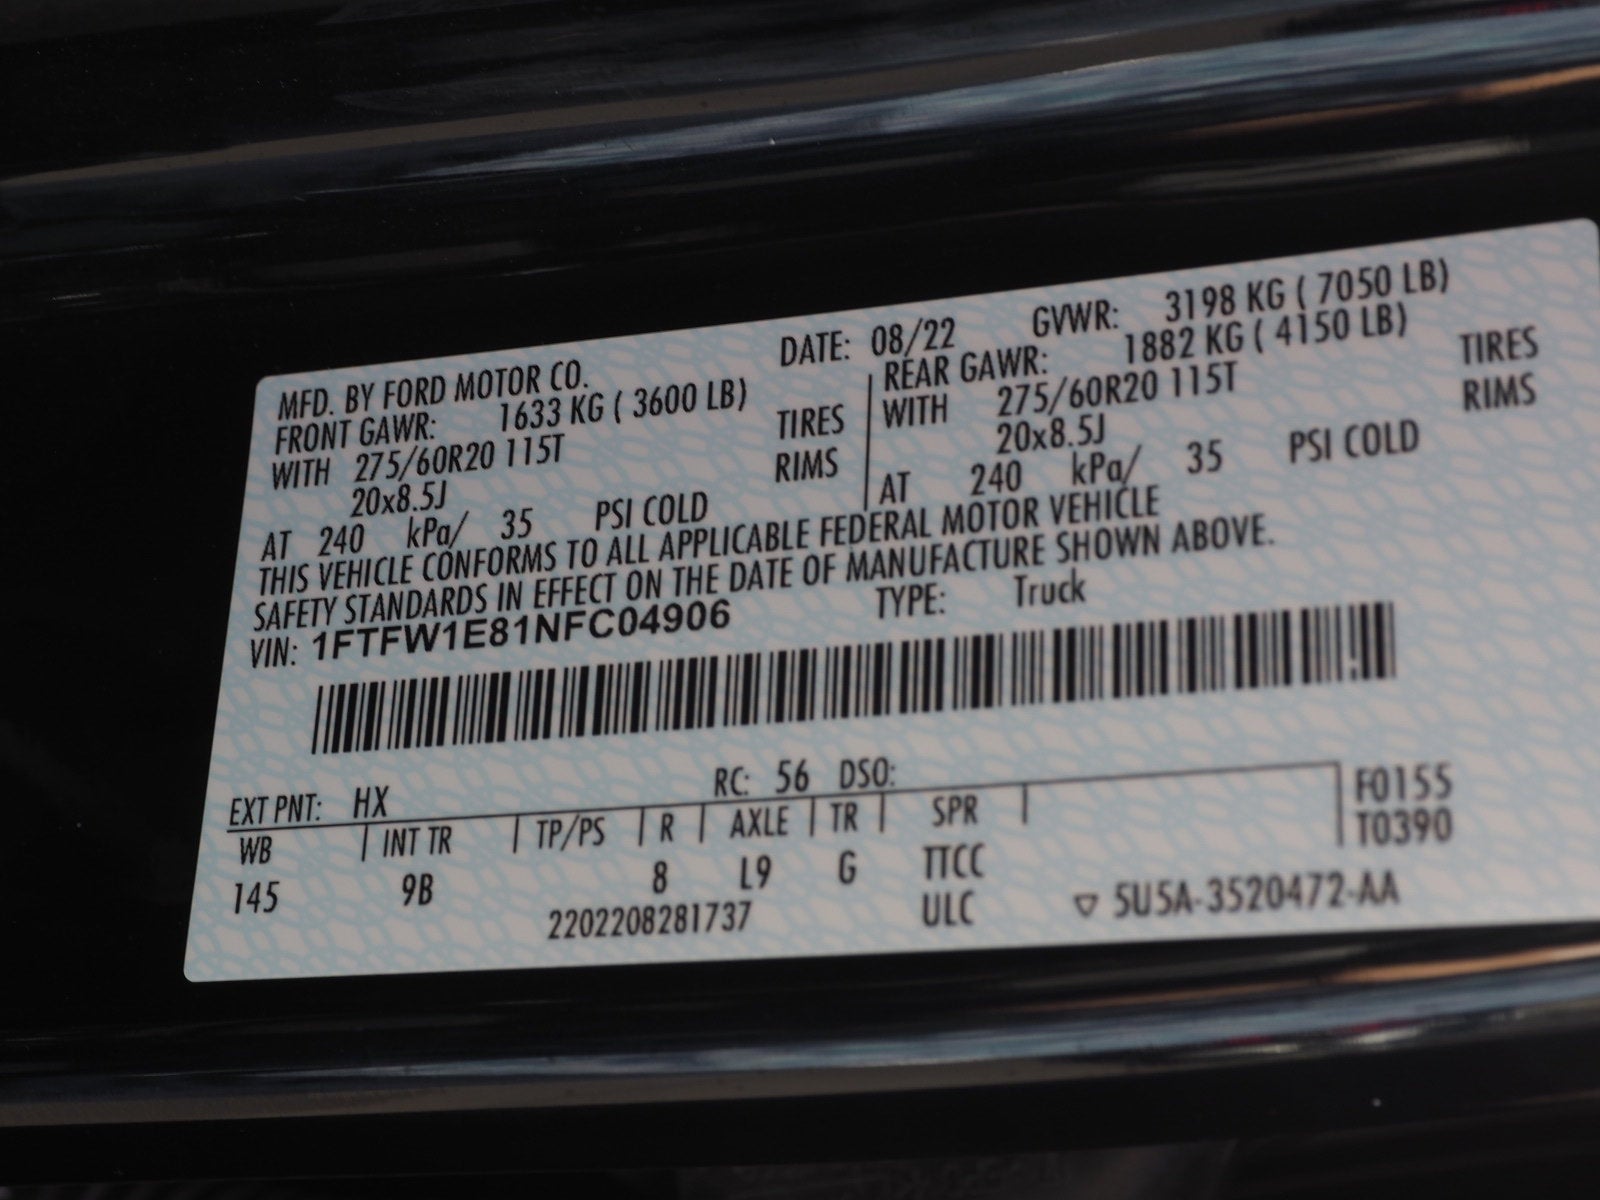 MFD. BY FORD MOTOR CO. DATE: 08/22 GVWR: 3198 KG ( 7050 LB)
FRONT GAWR: 1633 KG ( 3600 LB)
WITH 275/60R20 115T TIRES
20x8.5J RIMS
AT 240 kPa/ 35 PSI COLD
REAR GAWR: 1882 KG ( 4150 LB)
WITH 275/60R20 115T TIRES
20x8.5J RIMS
AT 240 kPa/ 35 PSI COLD
THIS VEHICLE CONFORMS TO ALL APPLICABLE FEDERAL MOTOR VEHICLE
SAFETY STANDARDS IN EFFECT ON THE DATE OF MANUFACTURE SHOWN ABOVE.
VIN: 1FTFW1E81NFC04906 TYPE: Truck
EXT PNT: HX RC: 56 DSO:
F0155
WB INT TR TP/PS R AXLE TR SPR T0390
145 9B 8 L9 G TTCC
2202208281737 ULC ▽ 5U5A-3520472-AA